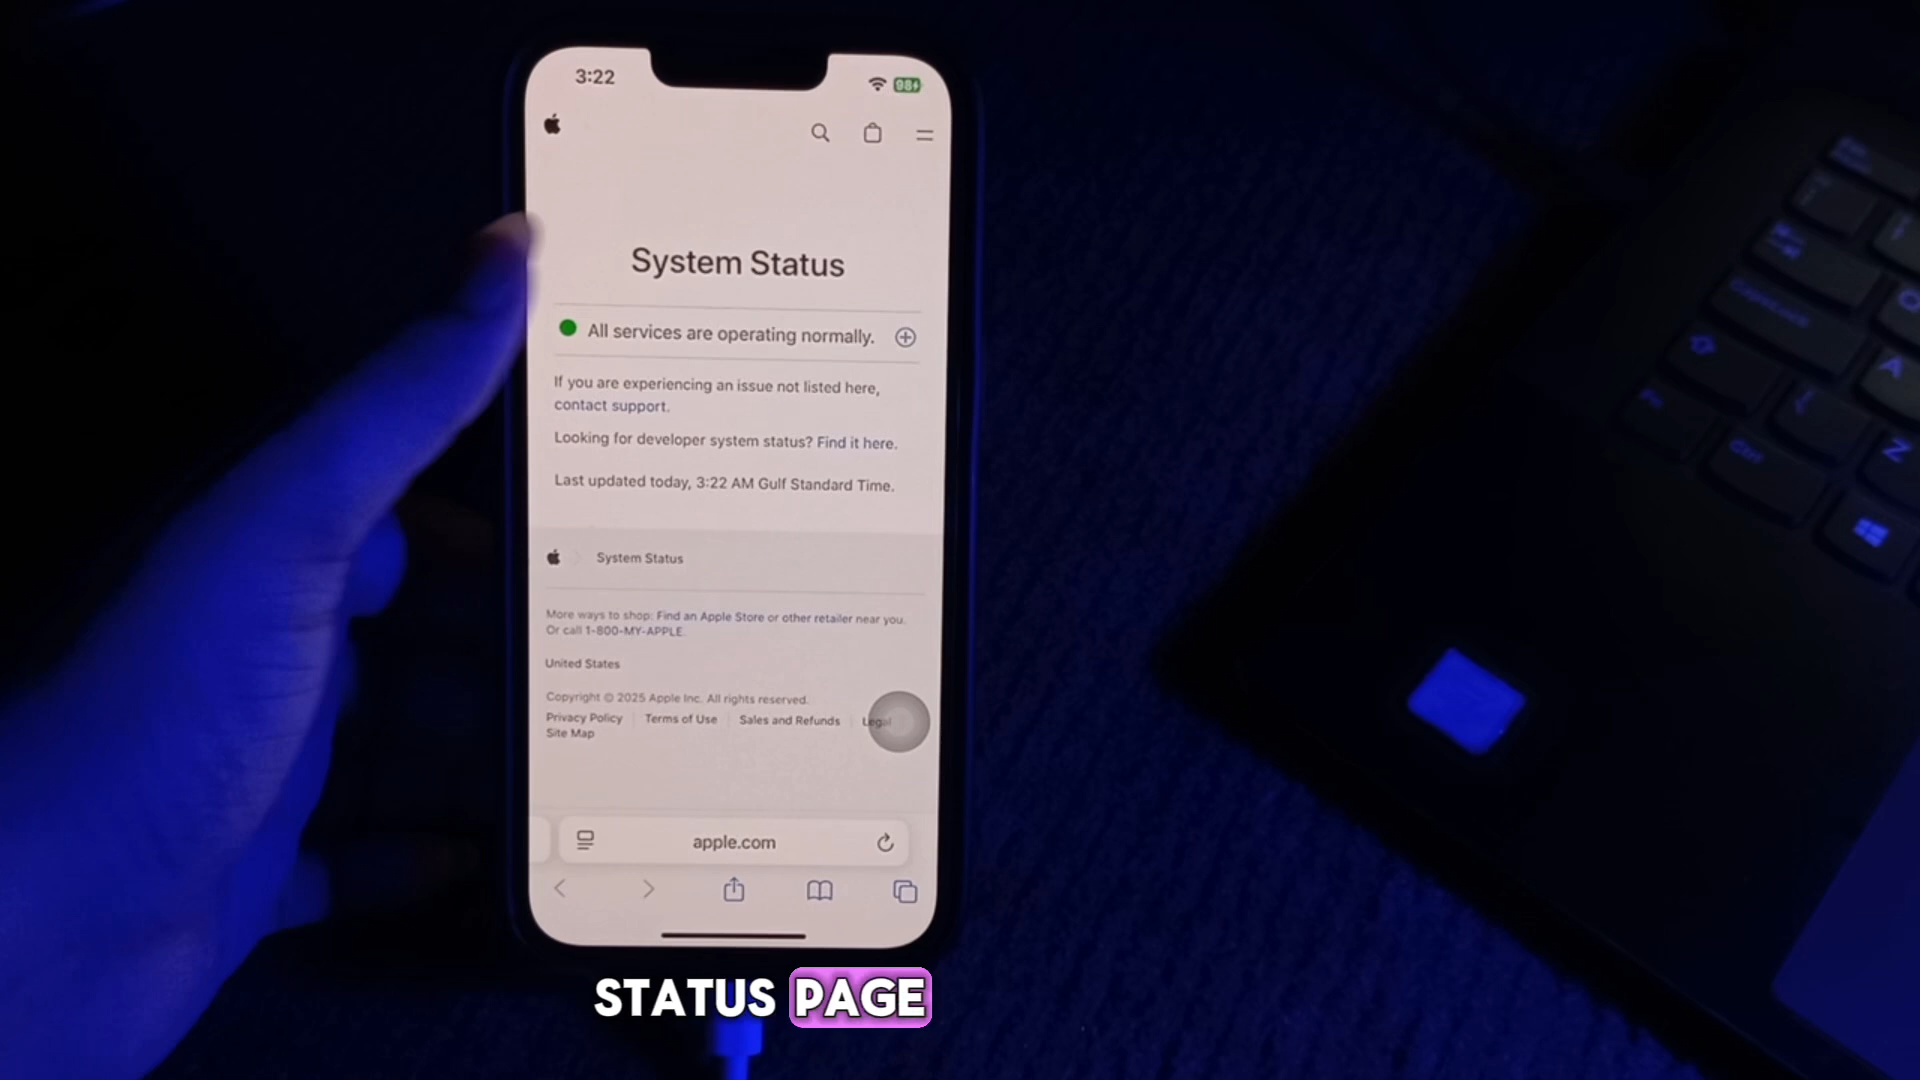 3:22
98
System Status
All services are operating normally.
If you are experiencing an issue not listed here,
contact support.
Looking for developer system status? Find it here.
Last updated today, 3:22 AM Gulf Standard Time.
System Status
More ways to shop: Find an Apple Store or other retailer near you.
Or call 1-800-MY-APPLE.
United States
Copyright © 2025 Apple Inc. All rights reserved.
Privacy Policy Terms of Use Sales and Refunds Legal
Site Map
apple.com
STATUS PAGE
A
Z
Ctrl
Fn